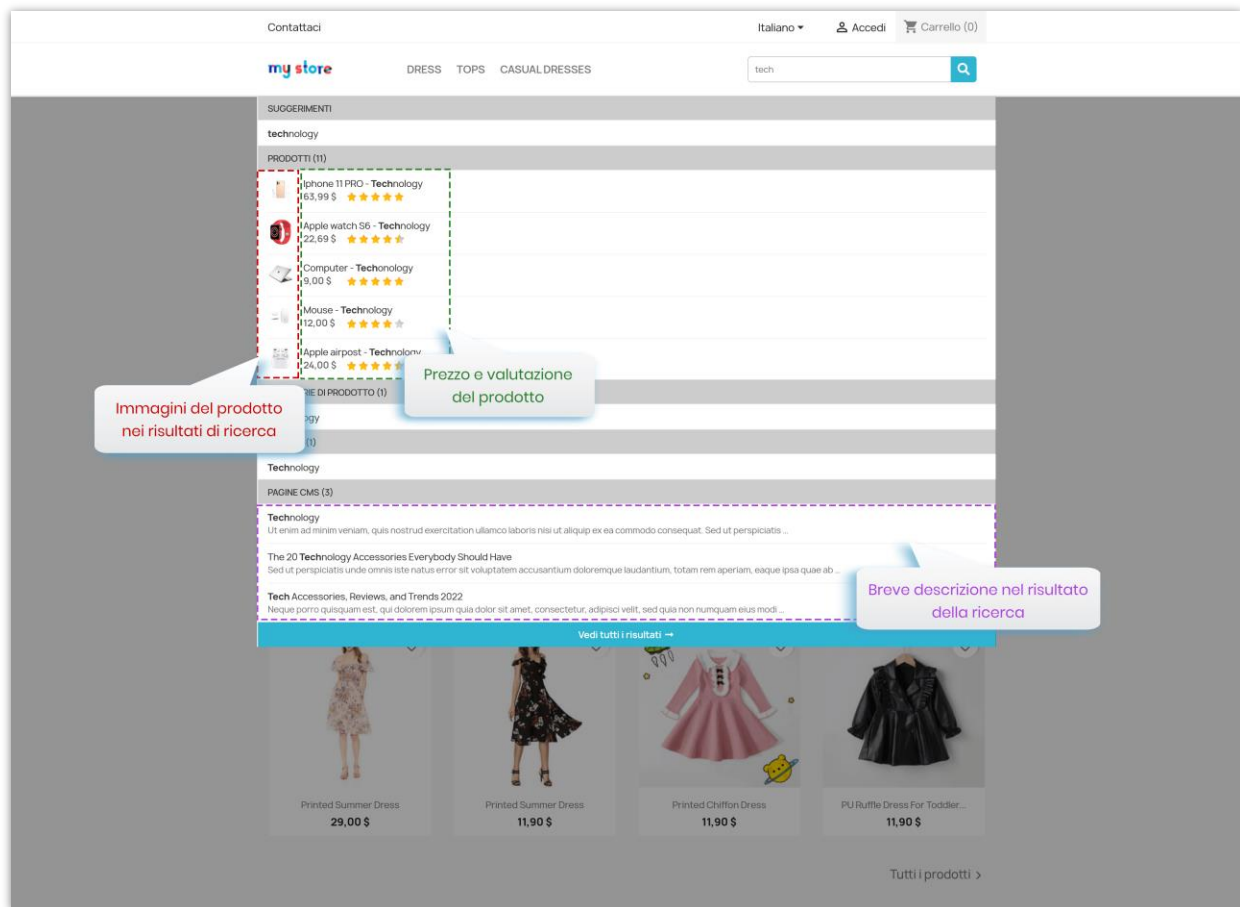 Contattaci
Italiano
Accedi
Carrello (0)
my store
DRESS TOPS CASUAL DRESSES
tech
SUGGERIMENTI
technology
PRODOTTI (11)
Iphone 11 PRO - Technology
63,99 $
Apple watch S6 - Technology
22,69 $
Computer - Techonology
9,00 $
Mouse - Technology
12,00 $
Apple airpost - Technology
24,00 $
Prezzo e valutazione
del prodotto
Immagini del prodotto
nei risultati di ricerca
DI PRODOTTO (1)
(1)
Technology
PAGINE CMS (3)
Technology
Ut enim ad minim veniam, quis nostrud exercitation ullamco laboris nisi ut aliquip ex ea commodo consequat. Sed ut perspiciatis ...
The 20 Technology Accessories Everybody Should Have
Sed ut perspiciatis unde omnis iste natus error sit voluptatem accusantium doloremque laudantium, totam rem aperiam, eaque ipsa quae ab ...
Tech Accessories, Reviews, and Trends 2022
Neque porro quisquam est, qui dolorem ipsum quia dolor sit amet, consectetur, adipisci velit, sed quia non numquam eius modi ...
Breve descrizione nel risultato
della ricerca
Vedi tutti i risultati →
Printed Summer Dress
29,00 $
Printed Summer Dress
11,90 $
Printed Chiffon Dress
11,90 $
PU Ruffle Dress For Toddler...
11,90 $
Tutti i prodotti >